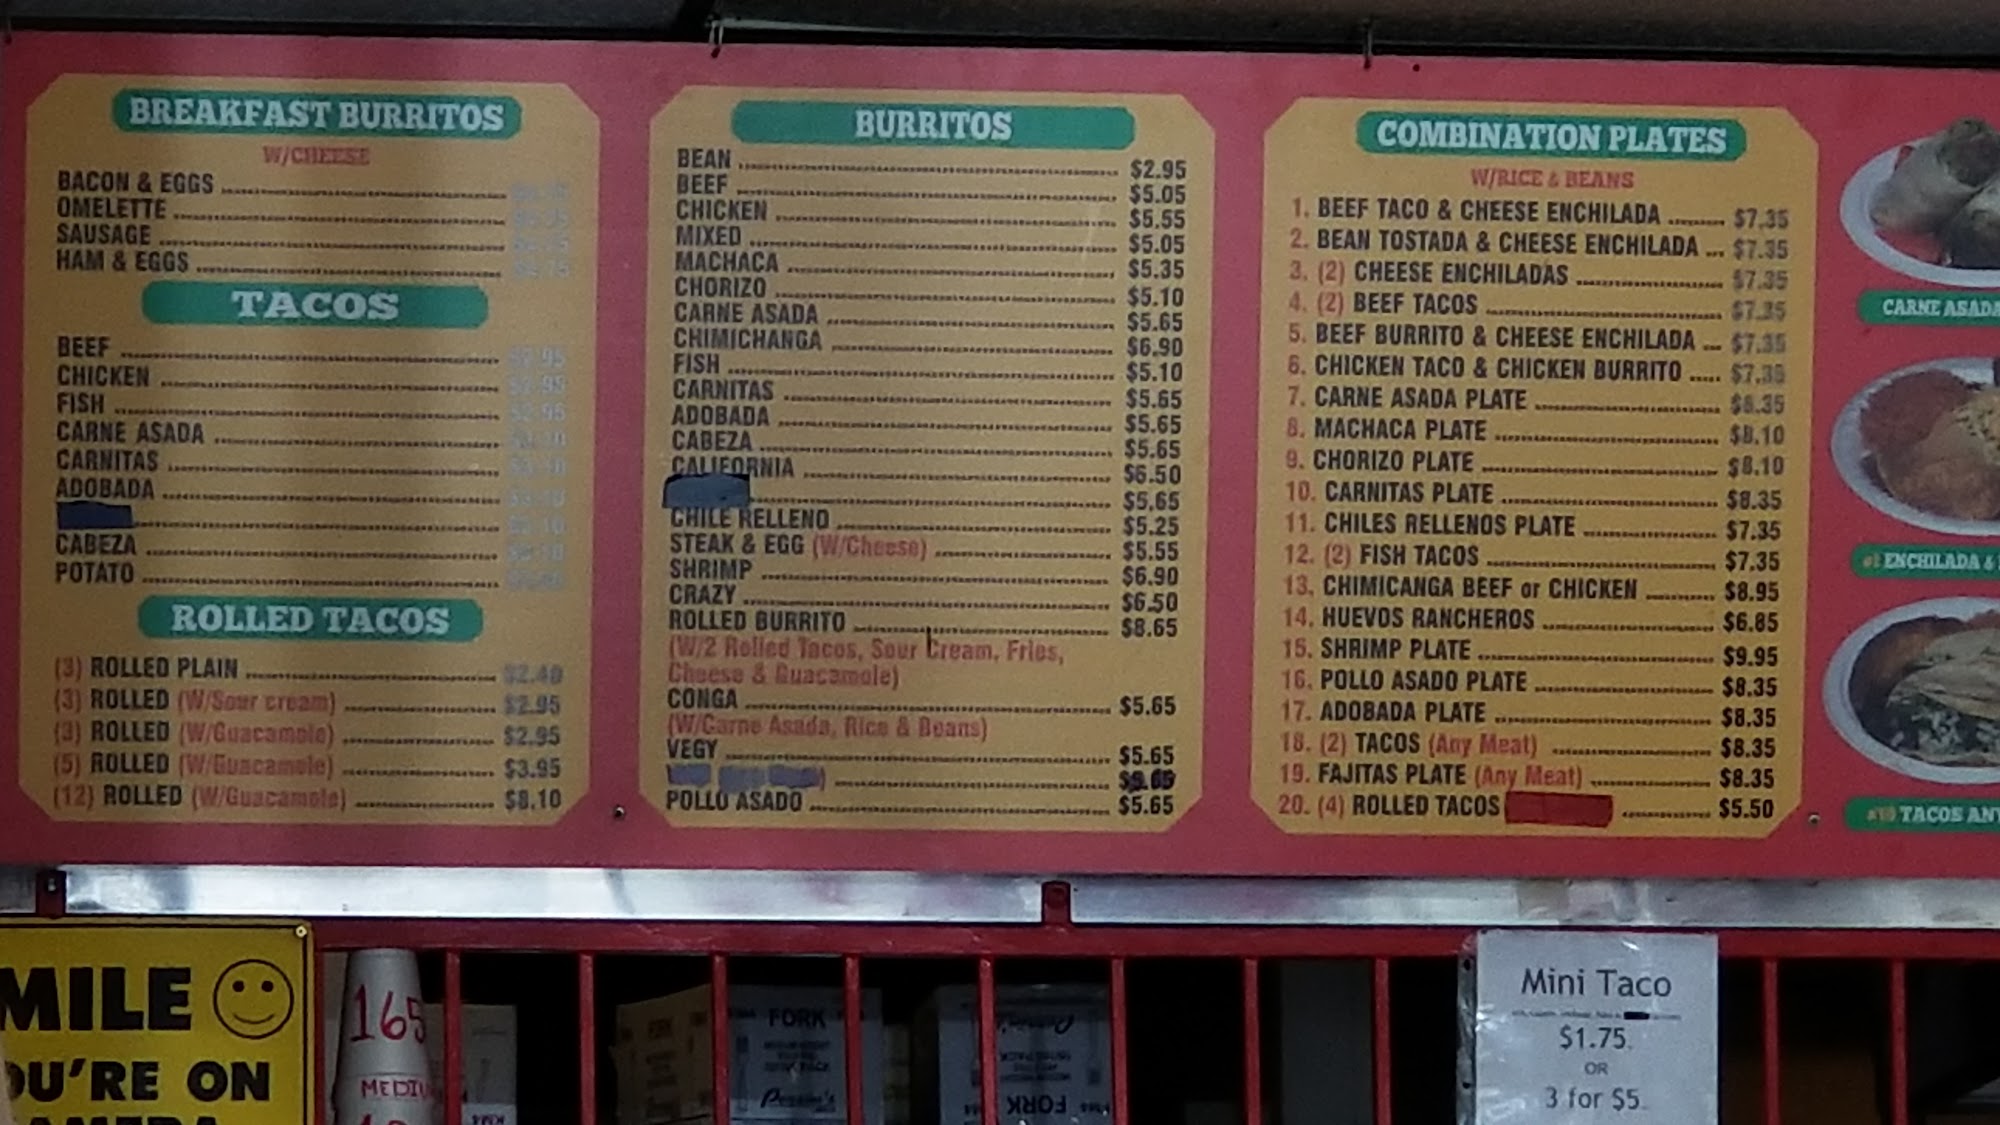 BREAKFAST BURRITOS
W/CHEESE
BACON & EGGS
OMELETTE
SAUSAGE
HAM & EGGS
TACOS
BEEF
CHICKEN
FISH
CARNE ASADA
CARNITAS
ADOBADA
CABEZA
POTATO
ROLLED TACOS
(3) ROLLED PLAIN $2.40
(3) ROLLED (W/Sour cream) $2.95
(3) ROLLED (W/Guacamole) $2.95
(5) ROLLED (W/Guacamole) $3.95
(12) ROLLED (W/Guacamole) $8.10
BURRITOS
BEAN $2.95
BEEF $5.05
CHICKEN $5.55
MIXED $5.05
MACHACA $5.35
CHORIZO $5.10
CARNE ASADA $5.65
CHIMICHANGA $6.90
FISH $5.10
CARNITAS $5.65
ADOBADA $5.65
CABEZA $5.65
CALIFORNIA $6.50
$5.65
CHILE RELLENO $5.25
STEAK & EGG (W/Cheese) $5.55
SHRIMP $6.90
CRAZY $6.50
ROLLED BURRITO $8.65
(W/2 Rolled Tacos, Sour Cream, Fries,
Cheese & Guacamole)
CONGA $5.65
(W/Carne Asada, Rice & Beans)
VEGY $5.65
POLLO ASADO $5.65
COMBINATION PLATES
W/RICE & BEANS
1. BEEF TACO & CHEESE ENCHILADA $7.35
2. BEAN TOSTADA & CHEESE ENCHILADA $7.35
3. (2) CHEESE ENCHILADAS $7.35
4. (2) BEEF TACOS $7.35
5. BEEF BURRITO & CHEESE ENCHILADA $7.35
6. CHICKEN TACO & CHICKEN BURRITO $7.35
7. CARNE ASADA PLATE $8.35
8. MACHACA PLATE $8.10
9. CHORIZO PLATE $8.10
10. CARNITAS PLATE $8.35
11. CHILES RELLENOS PLATE $7.35
12. (2) FISH TACOS $7.35
13. CHIMICANGA BEEF or CHICKEN $8.95
14. HUEVOS RANCHEROS $6.85
15. SHRIMP PLATE $9.95
16. POLLO ASADO PLATE $8.35
17. ADOBADA PLATE $8.35
18. (2) TACOS (Any Meat) $8.35
19. FAJITAS PLATE (Any Meat) $8.35
20. (4) ROLLED TACOS $5.50
CARNE ASADA
ENCHILADA &
TACOS ANY
MILE
OU'RE ON
AMERA
165
MEDIU
FORK
FORK
Mini Taco
$1.75
OR
3 for $5